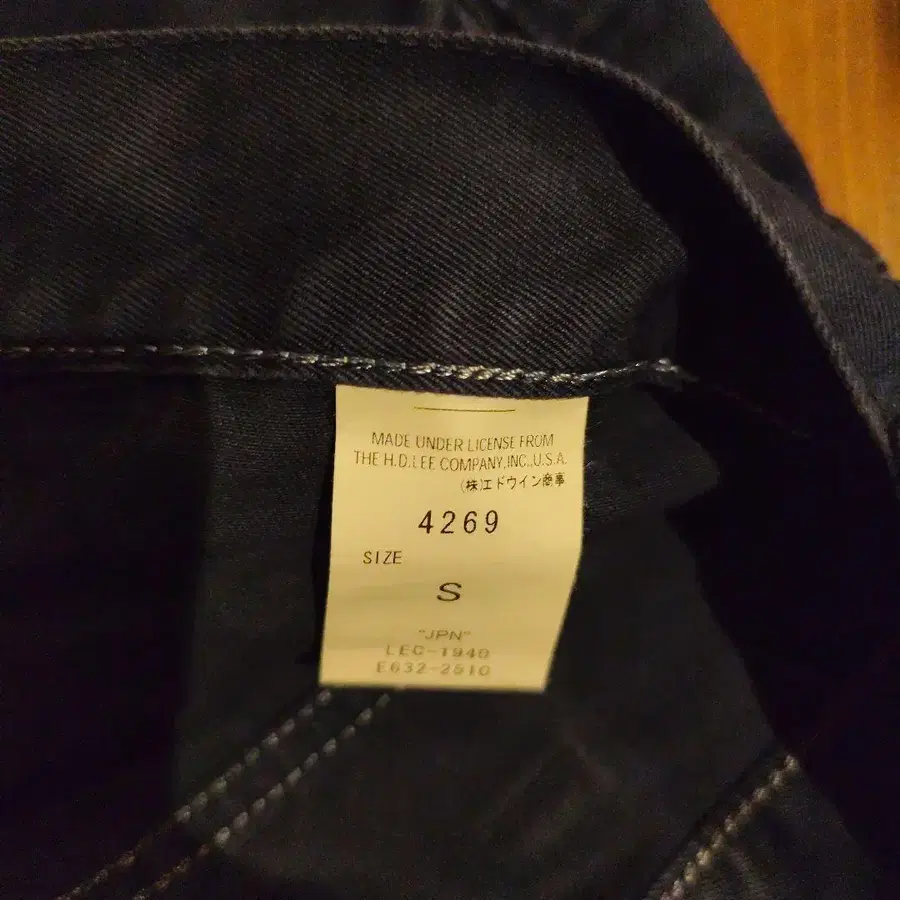 MADE UNDER LICENSE FROM
THE H.D.LEE COMPANY,INC.,U.S.A.
(株)エドウイン商事
4269
SIZE
S
"JPN"
LEC-1940
E632-2510